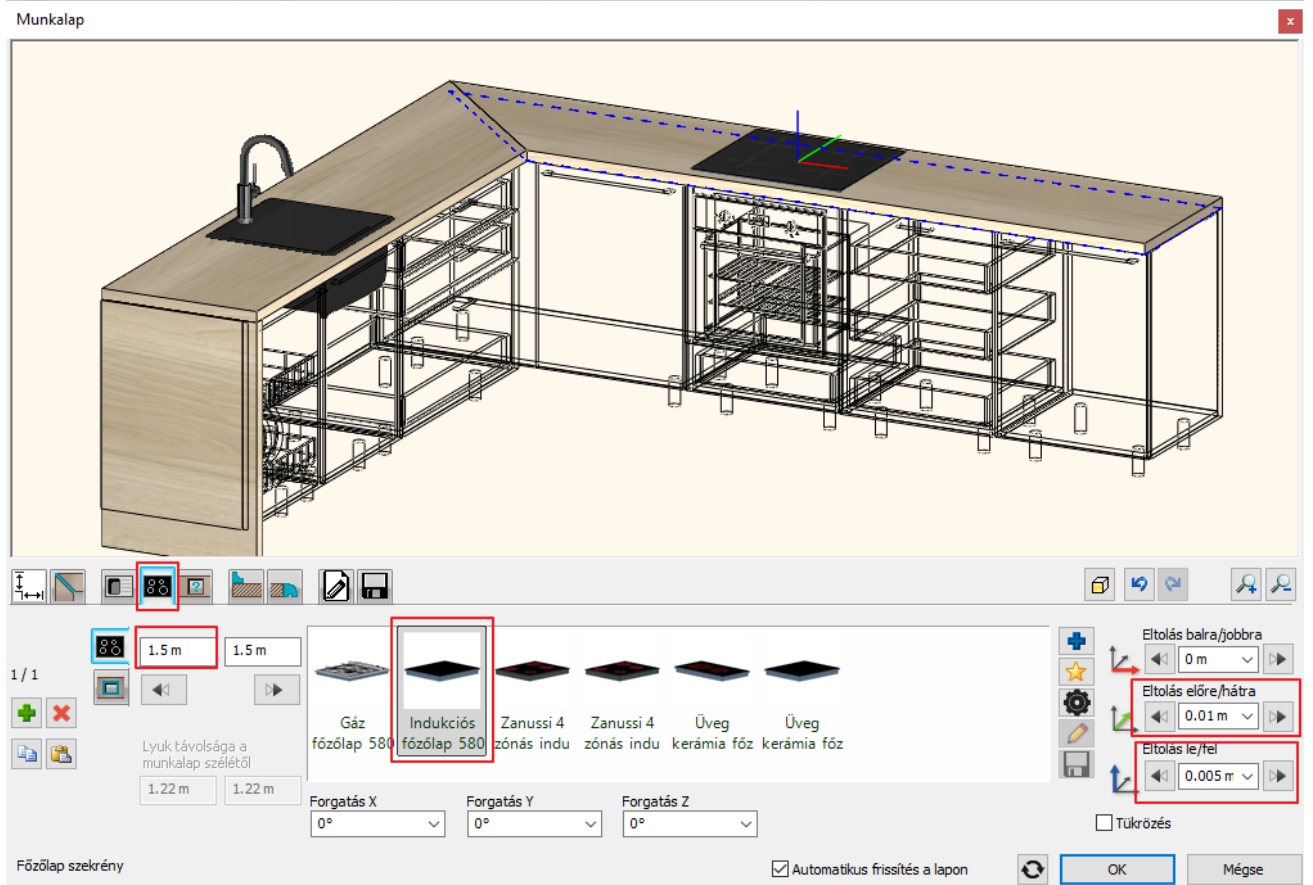 Munkalap
x
?
1 / 1
1.5 m
1.5 m
Lyuk távolsága a
munkalap szélétől
1.22 m
1.22 m
Gáz
főzőlap 580
Indukciós
főzőlap 580
Zanussi 4
zónás indu
Zanussi 4
zónás indu
Üveg
kerámia főz
Üveg
kerámia főz
Forgatás X
0°
Forgatás Y
0°
Forgatás Z
0°
Eltolás balra/jobbra
0 m
Eltolás előre/hátra
0.01 m
Eltolás le/fel
0.005 m
Tükrözés
Főzőlap szekrény
Automatikus frissítés a lapon
OK
Mégse